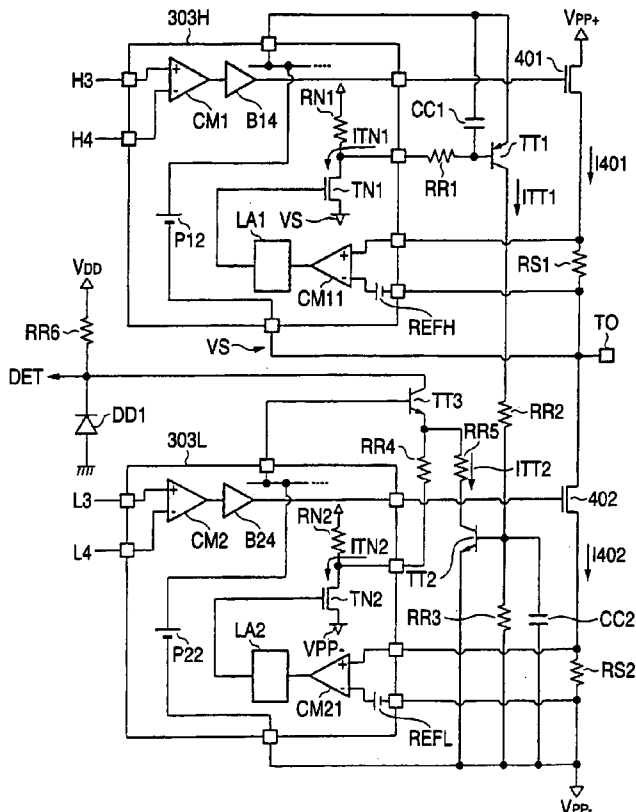 303H
VPP+
401
H3
H4
CM1
B14
RN1
ITN1
CC1
TT1
I401
RR1
ITT1
TN1
VS
LA1
P12
CM11
RS1
REFH
VDD
RR6
VS
TO
DET
TT3
RR2
DD1
303L
RR4
RR5
ITT2
402
L3
L4
CM2
B24
RN2
ITN2
TT2
I402
TN2
RR3
CC2
LA2
VPP-
P22
CM21
RS2
REFL
VPP-